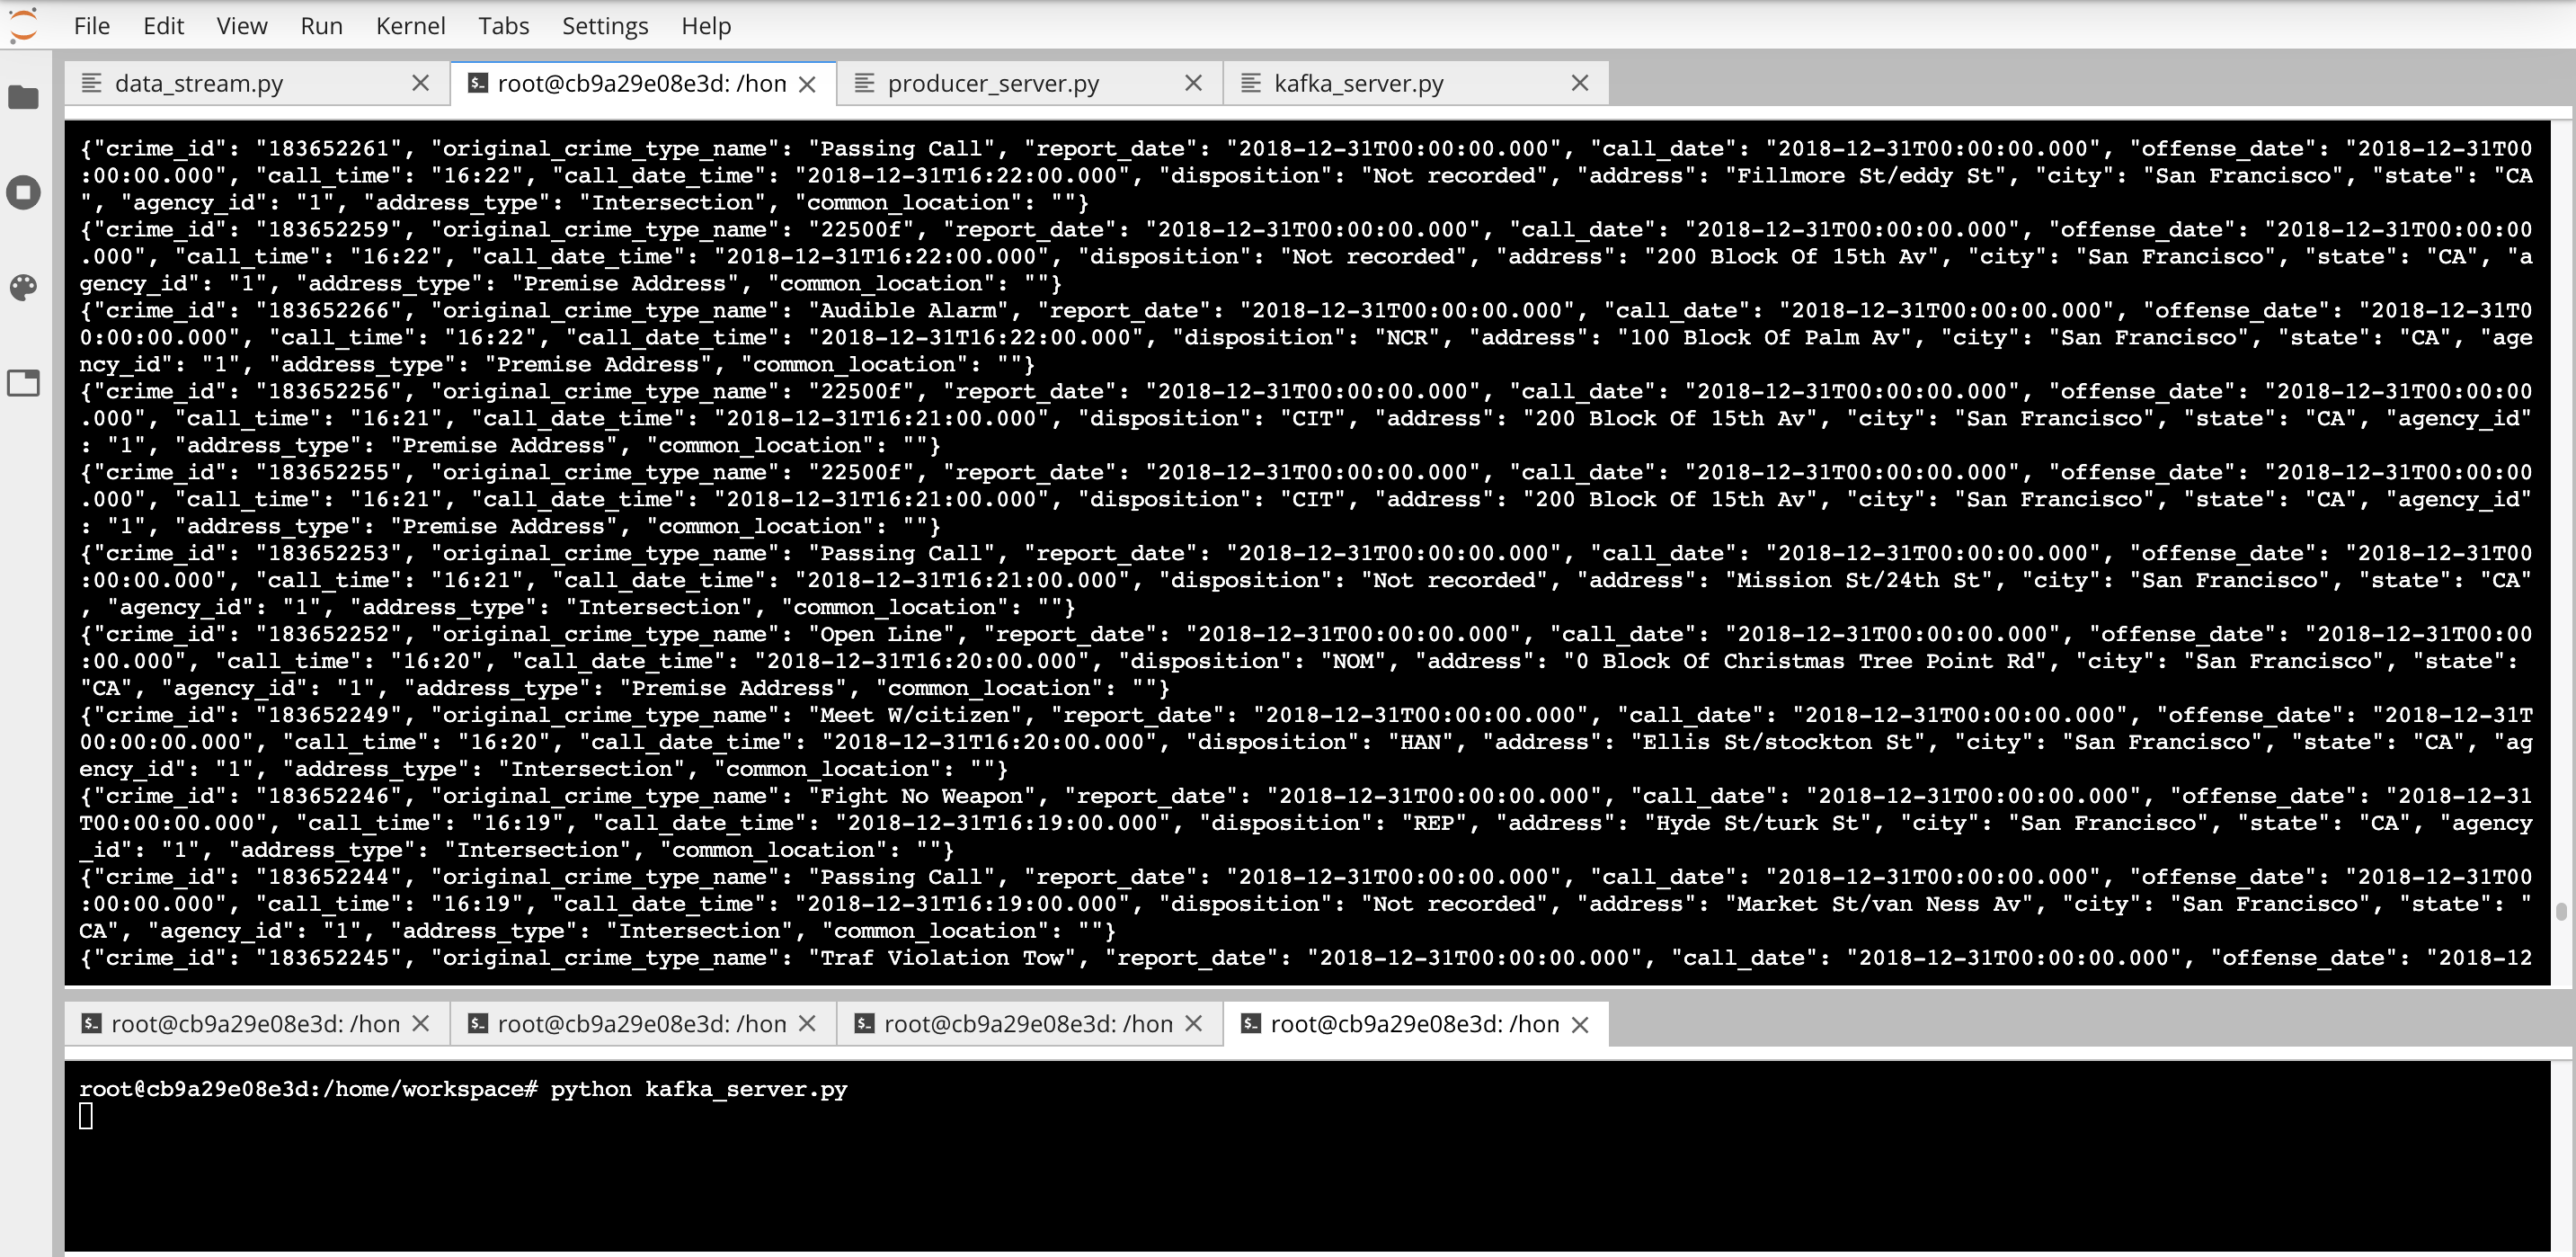 File Edit View Run Kernel Tabs Settings Help
data_stream.py root@cb9a29e08e3d: /hon producer_server.py kafka_server.py
{"crime_id": "183652261", "original_crime_type_name": "Passing Call", "report_date": "2018-12-31T00:00:00.000", "call_date": "2018-12-31T00:00:00.000", "offense_date": "2018-12-31T00
:00:00.000", "call_time": "16:22", "call_date_time": "2018-12-31T16:22:00.000", "disposition": "Not recorded", "address": "Fillmore St/eddy St", "city": "San Francisco", "state": "CA
", "agency_id": "1", "address_type": "Intersection", "common_location": ""}
{"crime_id": "183652259", "original_crime_type_name": "22500f", "report_date": "2018-12-31T00:00:00.000", "call_date": "2018-12-31T00:00:00.000", "offense_date": "2018-12-31T00:00:00
.000", "call_time": "16:22", "call_date_time": "2018-12-31T16:22:00.000", "disposition": "Not recorded", "address": "200 Block Of 15th Av", "city": "San Francisco", "state": "CA", "a
gency_id": "1", "address_type": "Premise Address", "common_location": ""}
{"crime_id": "183652266", "original_crime_type_name": "Audible Alarm", "report_date": "2018-12-31T00:00:00.000", "call_date": "2018-12-31T00:00:00.000", "offense_date": "2018-12-31T0
0:00:00.000", "call_time": "16:22", "call_date_time": "2018-12-31T16:22:00.000", "disposition": "NCR", "address": "100 Block Of Palm Av", "city": "San Francisco", "state": "CA", "age
ncy_id": "1", "address_type": "Premise Address", "common_location": ""}
{"crime_id": "183652256", "original_crime_type_name": "22500f", "report_date": "2018-12-31T00:00:00.000", "call_date": "2018-12-31T00:00:00.000", "offense_date": "2018-12-31T00:00:00
.000", "call_time": "16:21", "call_date_time": "2018-12-31T16:21:00.000", "disposition": "CIT", "address": "200 Block Of 15th Av", "city": "San Francisco", "state": "CA", "agency_id"
: "1", "address_type": "Premise Address", "common_location": ""}
{"crime_id": "183652255", "original_crime_type_name": "22500f", "report_date": "2018-12-31T00:00:00.000", "call_date": "2018-12-31T00:00:00.000", "offense_date": "2018-12-31T00:00:00
.000", "call_time": "16:21", "call_date_time": "2018-12-31T16:21:00.000", "disposition": "CIT", "address": "200 Block Of 15th Av", "city": "San Francisco", "state": "CA", "agency_id"
: "1", "address_type": "Premise Address", "common_location": ""}
{"crime_id": "183652253", "original_crime_type_name": "Passing Call", "report_date": "2018-12-31T00:00:00.000", "call_date": "2018-12-31T00:00:00.000", "offense_date": "2018-12-31T00
:00:00.000", "call_time": "16:21", "call_date_time": "2018-12-31T16:21:00.000", "disposition": "Not recorded", "address": "Mission St/24th St", "city": "San Francisco", "state": "CA"
, "agency_id": "1", "address_type": "Intersection", "common_location": ""}
{"crime_id": "183652252", "original_crime_type_name": "Open Line", "report_date": "2018-12-31T00:00:00.000", "call_date": "2018-12-31T00:00:00.000", "offense_date": "2018-12-31T00:00
:00.000", "call_time": "16:20", "call_date_time": "2018-12-31T16:20:00.000", "disposition": "NOM", "address": "0 Block Of Christmas Tree Point Rd", "city": "San Francisco", "state":
"CA", "agency_id": "1", "address_type": "Premise Address", "common_location": ""}
{"crime_id": "183652249", "original_crime_type_name": "Meet W/citizen", "report_date": "2018-12-31T00:00:00.000", "call_date": "2018-12-31T00:00:00.000", "offense_date": "2018-12-31T
00:00:00.000", "call_time": "16:20", "call_date_time": "2018-12-31T16:20:00.000", "disposition": "HAN", "address": "Ellis St/stockton St", "city": "San Francisco", "state": "CA", "ag
ency_id": "1", "address_type": "Intersection", "common_location": ""}
{"crime_id": "183652246", "original_crime_type_name": "Fight No Weapon", "report_date": "2018-12-31T00:00:00.000", "call_date": "2018-12-31T00:00:00.000", "offense_date": "2018-12-31
T00:00:00.000", "call_time": "16:19", "call_date_time": "2018-12-31T16:19:00.000", "disposition": "REP", "address": "Hyde St/turk St", "city": "San Francisco", "state": "CA", "agency
_id": "1", "address_type": "Intersection", "common_location": ""}
{"crime_id": "183652244", "original_crime_type_name": "Passing Call", "report_date": "2018-12-31T00:00:00.000", "call_date": "2018-12-31T00:00:00.000", "offense_date": "2018-12-31T00
:00:00.000", "call_time": "16:19", "call_date_time": "2018-12-31T16:19:00.000", "disposition": "Not recorded", "address": "Market St/van Ness Av", "city": "San Francisco", "state": "
CA", "agency_id": "1", "address_type": "Intersection", "common_location": ""}
{"crime_id": "183652245", "original_crime_type_name": "Traf Violation Tow", "report_date": "2018-12-31T00:00:00.000", "call_date": "2018-12-31T00:00:00.000", "offense_date": "2018-12
root@cb9a29e08e3d: /hon root@cb9a29e08e3d: /hon root@cb9a29e08e3d: /hon root@cb9a29e08e3d: /hon
root@cb9a29e08e3d:/home/workspace# python kafka_server.py